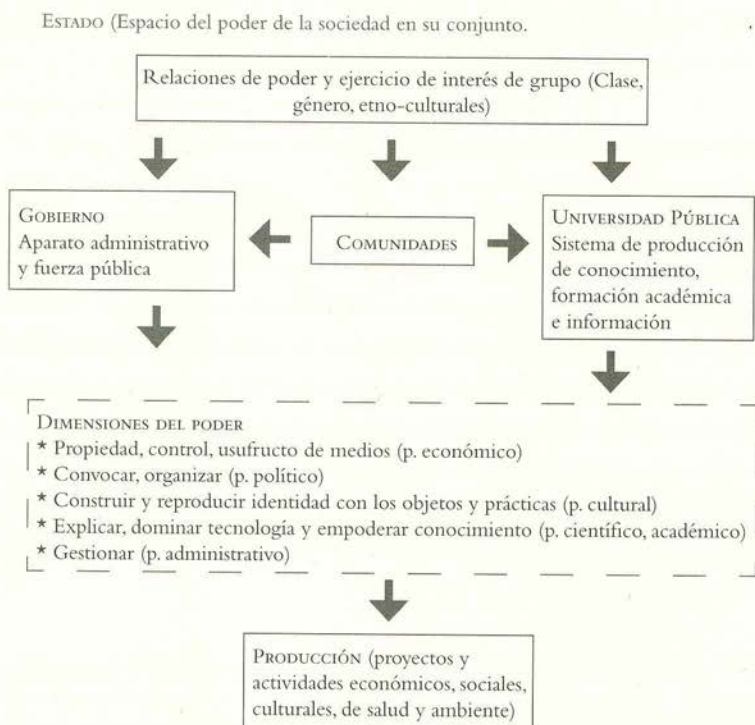 ESTADO (Espacio del poder de la sociedad en su conjunto.
Relaciones de poder y ejercicio de interés de grupo (Clase,
género, etno-culturales)
GOBIERNO
Aparato administrativo
y fuerza pública
COMUNIDADES
UNIVERSIDAD PÚBLICA
Sistema de producción
de conocimiento,
formación académica
e información
DIMENSIONES DEL PODER
★ Propiedad, control, usufructo de medios (p. económico)
★ Convocar, organizar (p. político)
★ Construir y reproducir identidad con los objetos y prácticas (p. cultural)
★ Explicar, dominar tecnología y empoderar conocimiento (p. científico, académico)
★ Gestionar (p. administrativo)
PRODUCCIÓN (proyectos y
actividades económicos, sociales,
culturales, de salud y ambiente)